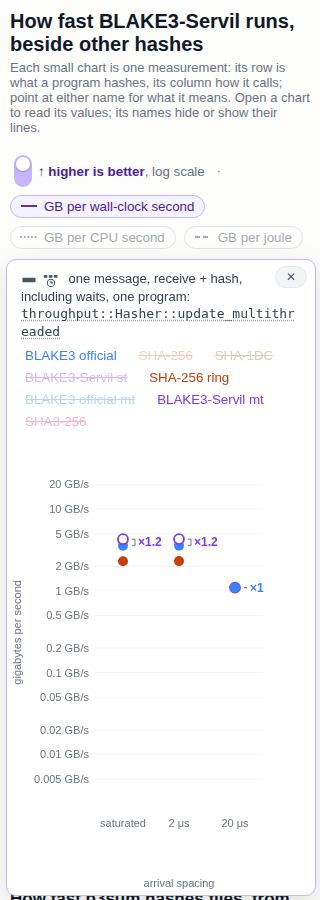 How fast BLAKE3-Servil runs,
beside other hashes
Each small chart is one measurement: its row is
what a program hashes, its column how it calls;
point at either name for what it means. Open a chart
to read its values; its names hide or show their
lines.
↑ higher is better, log scale ·
GB per wall-clock second
GB per CPU second
GB per joule
one message, receive + hash,
including waits, one program:
throughput::Hasher::update_multithr
eaded
✕
BLAKE3 official SHA-256 SHA-1DC
BLAKE3-Servil st SHA-256 ring
BLAKE3 official mt BLAKE3-Servil mt
SHA3-256
20 GB/s
10 GB/s
5 GB/s
2 GB/s
1 GB/s
0.5 GB/s
0.2 GB/s
0.1 GB/s
0.05 GB/s
0.02 GB/s
0.01 GB/s
0.005 GB/s
gigabytes per second
×1.2
×1.2
×1
saturated 2 μs 20 μs
arrival spacing
How fast b3sum hashes files, from